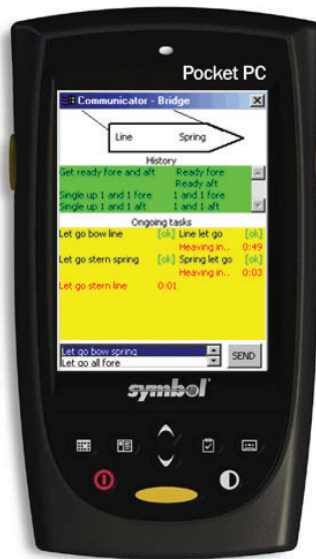 Pocket PC
Communicator - Bridge
Line Spring
History
Get ready fore and aft Ready fore
Ready aft
Single up 1 and 1 fore 1 and 1 fore
Single up 1 and 1 aft 1 and 1 aft
Ongoing tasks
Let go bow line [ok] Line let go [ok]
Heaving in.. 0:49
Let go stern spring [ok] Spring let go [ok]
Heaving in.. 0:03
Let go stern line 0:01
Let go bow spring
Let go all fore
SEND
symbol